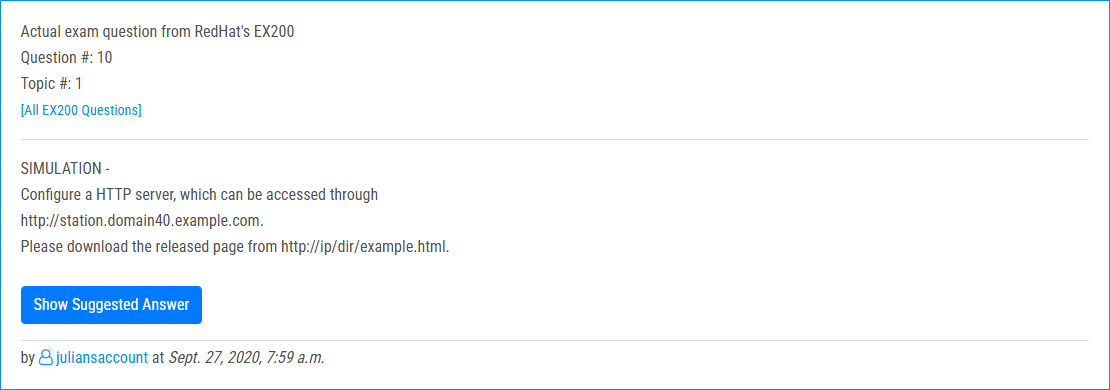 Actual exam question from RedHat's EX200
Question #: 10
Topic #: 1
[All EX200 Questions]
SIMULATION -
Configure a HTTP server, which can be accessed through
http://station.domain40.example.com.
Please download the released page from http://ip/dir/example.html.
Show Suggested Answer
by juliansaccount at Sept. 27, 2020, 7:59 a.m.